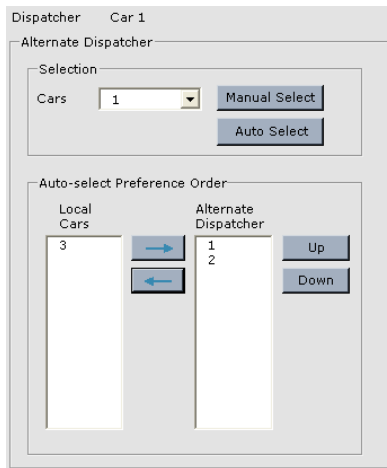 Dispatcher Car 1
Alternate Dispatcher
Selection
Cars 1 Manual Select
Auto Select
Auto-select Preference Order
Local Cars
Alternate Dispatcher
3
1
2
Up
Down